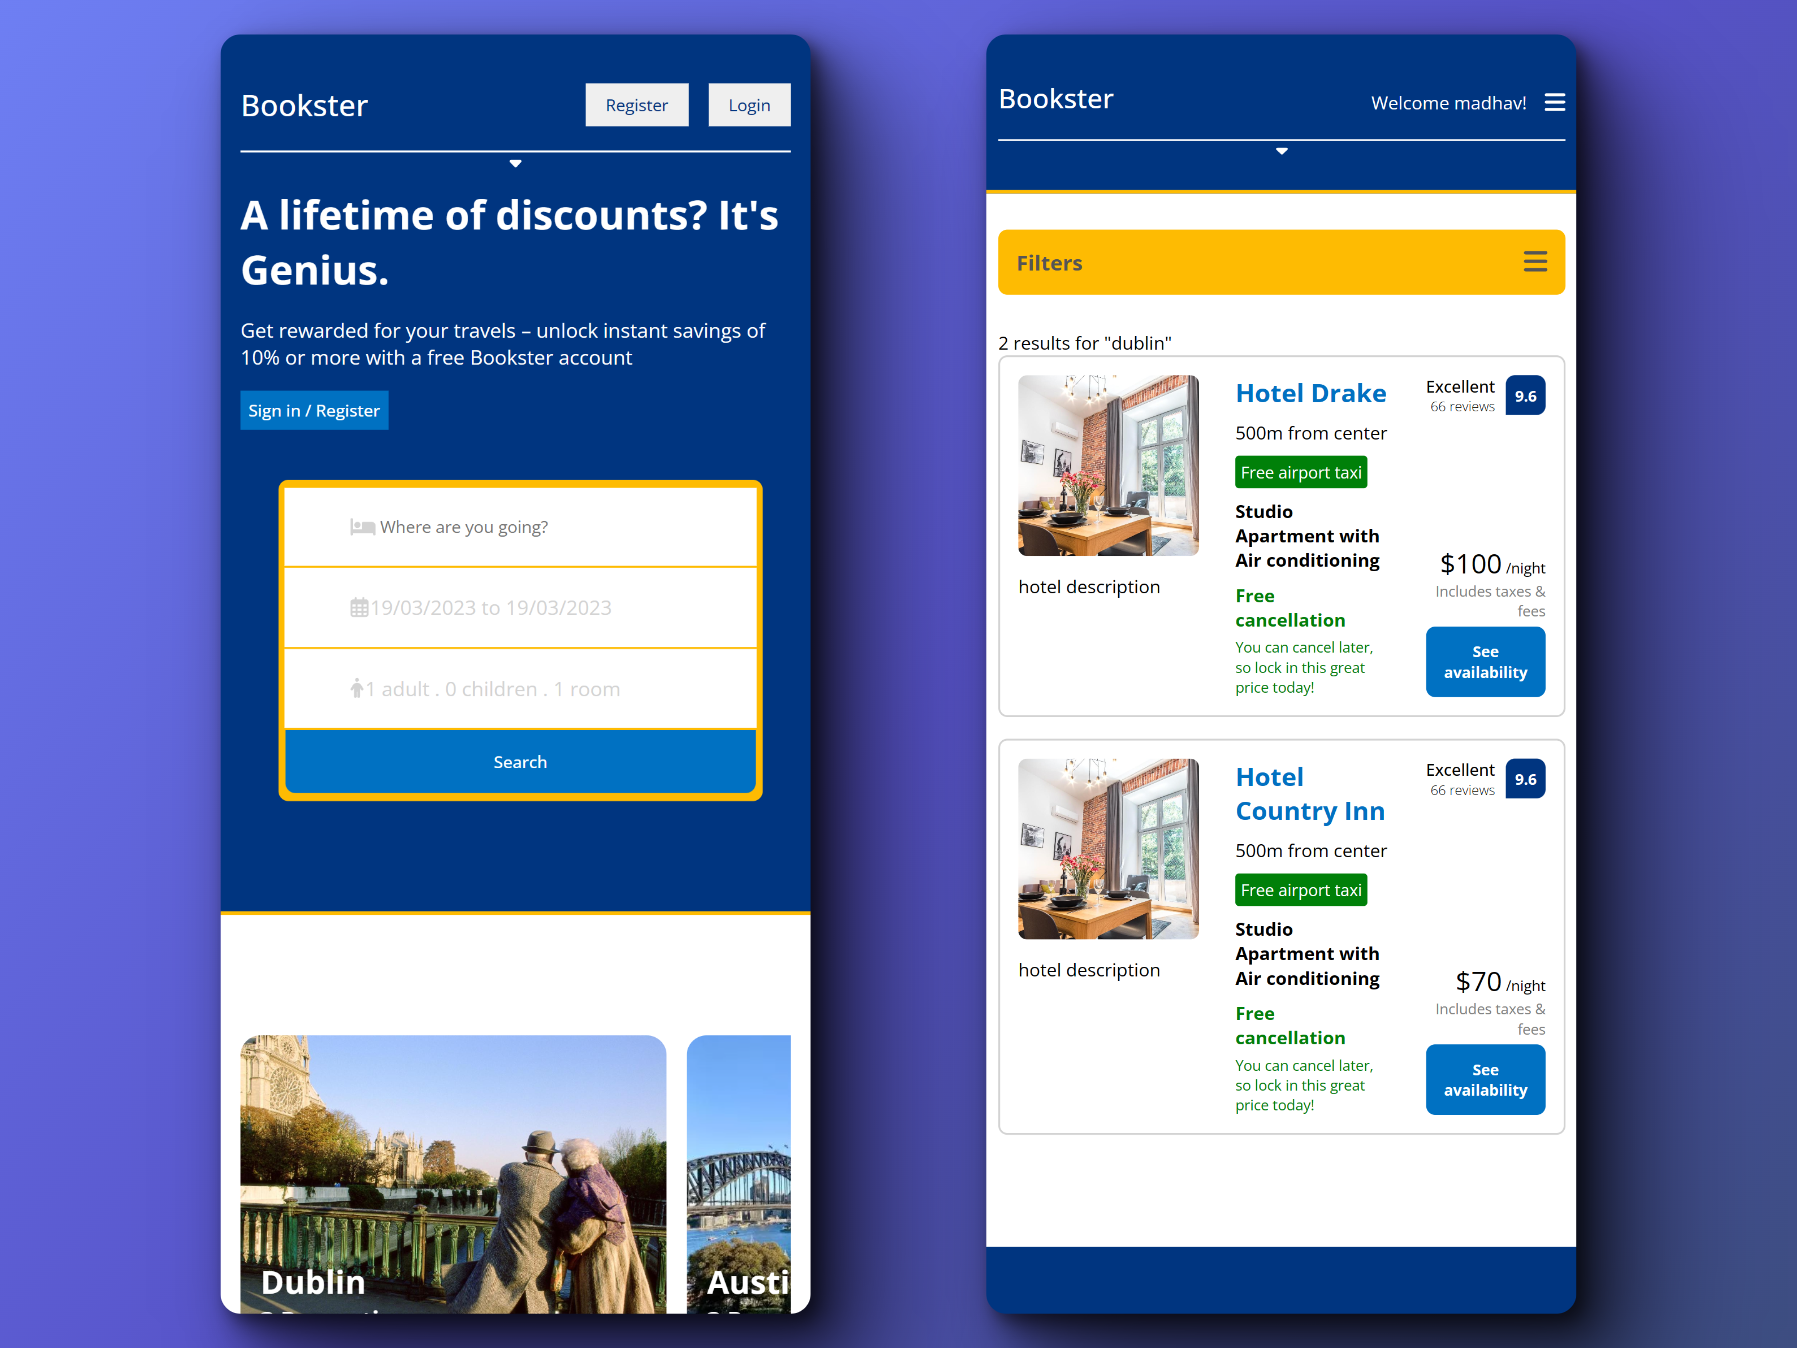 Bookster
Register
Login
A lifetime of discounts? It's
Genius.
Get rewarded for your travels – unlock instant savings of
10% or more with a free Bookster account
Sign in / Register
Where are you going?
19/03/2023 to 19/03/2023
1 adult . 0 children . 1 room
Search
Dublin
Austi
Bookster
Welcome madhav!
Filters
2 results for "dublin"
Hotel Drake
500m from center
Free airport taxi
Studio
Apartment with
Air conditioning
Free
cancellation
You can cancel later,
so lock in this great
price today!
Excellent
66 reviews
9.6
$100 /night
Includes taxes &
fees
See
availability
hotel description
Hotel
Country Inn
500m from center
Free airport taxi
Studio
Apartment with
Air conditioning
Free
cancellation
You can cancel later,
so lock in this great
price today!
Excellent
66 reviews
9.6
$70 /night
Includes taxes &
fees
See
availability
hotel description